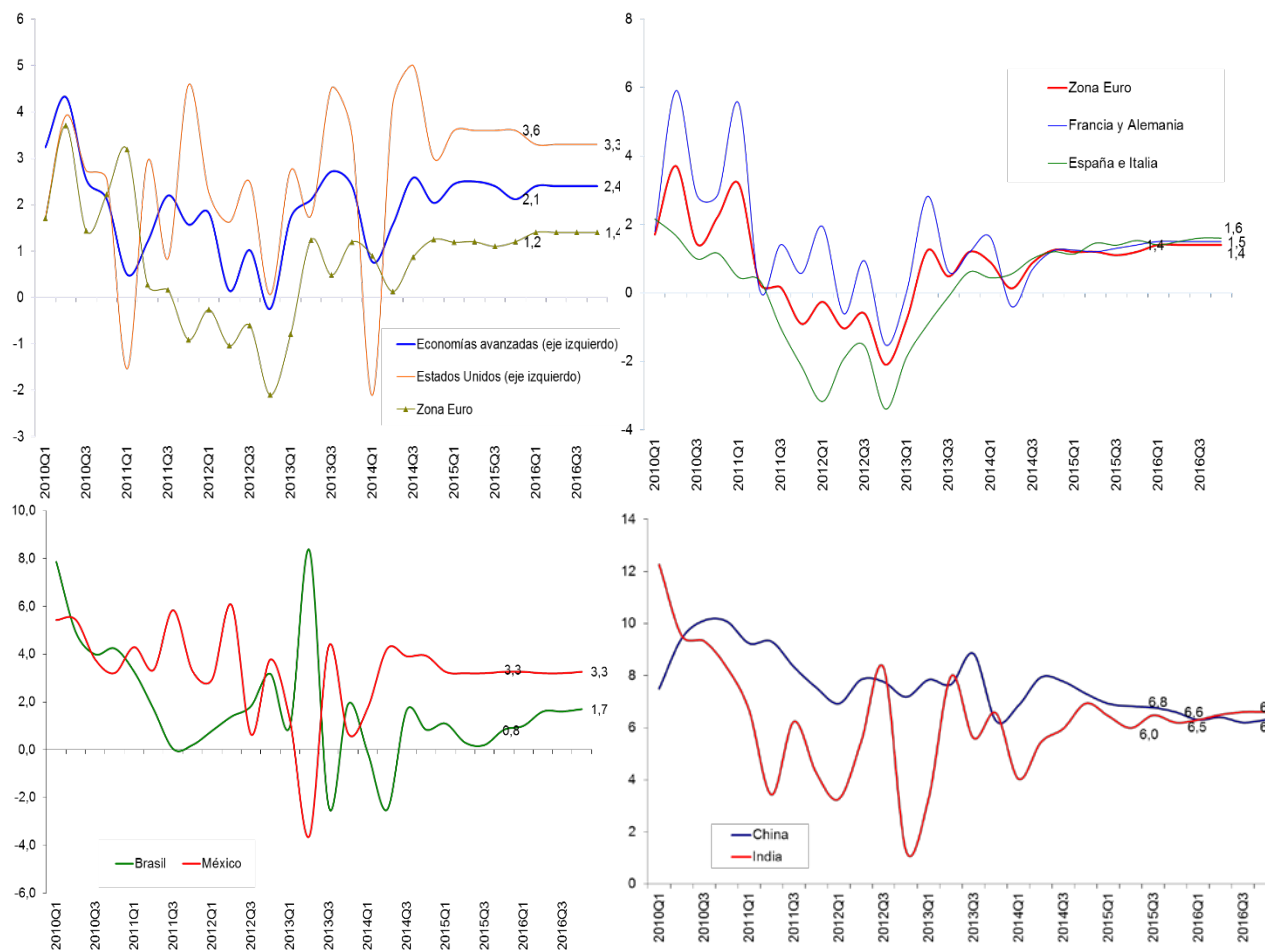 6
5
4
3
2
1
0
-1
-2
-3
3,6
3,3
2,4
2,1
1,4
1,2
Economías avanzadas (eje izquierdo)
Estados Unidos (eje izquierdo)
Zona Euro
2010Q1
2010Q3
2011Q1
2011Q3
2012Q1
2012Q3
2013Q1
2013Q3
2014Q1
2014Q3
2015Q1
2015Q3
2016Q1
2016Q3
8
6
4
2
0
-2
-4
Zona Euro
Francia y Alemania
España e Italia
1,6
1,5
1,4
1,4
2010Q1
2010Q3
2011Q1
2011Q3
2012Q1
2012Q3
2013Q1
2013Q3
2014Q1
2014Q3
2015Q1
2015Q3
2016Q1
2016Q3
10,0
8,0
6,0
4,0
2,0
0,0
-2,0
-4,0
-6,0
3,3
3,3
1,7
0,8
Brasil
México
2010Q1
2010Q3
2011Q1
2011Q3
2012Q1
2012Q3
2013Q1
2013Q3
2014Q1
2014Q3
2015Q1
2015Q3
2016Q1
2016Q3
14
12
10
8
6
4
2
0
6,8
6,6
6,5
6,0
China
India
2010Q1
2010Q3
2011Q1
2011Q3
2012Q1
2012Q3
2013Q1
2013Q3
2014Q1
2014Q3
2015Q1
2015Q3
2016Q1
2016Q3